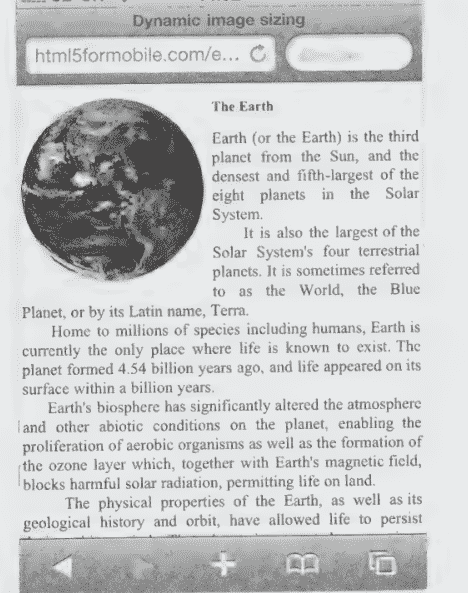 Dynamic image sizing
html5formobile.com/e...
The Earth
Earth (or the Earth) is the third
planet from the Sun, and the
densest and fifth-largest of the
eight planets in the Solar
System.
It is also the largest of the
Solar System's four terrestrial
planets. It is sometimes referred
to as the World, the Blue
Planet, or by its Latin name, Terra.
Home to millions of species including humans, Earth is
currently the only place where life is known to exist. The
planet formed 4.54 billion years ago, and life appeared on its
surface within a billion years.
Earth's biosphere has significantly altered the atmosphere
and other abiotic conditions on the planet, enabling the
proliferation of aerobic organisms as well as the formation of
the ozone layer which, together with Earth's magnetic field,
blocks harmful solar radiation, permitting life on land.
The physical properties of the Earth, as well as its
geological history and orbit, have allowed life to persist